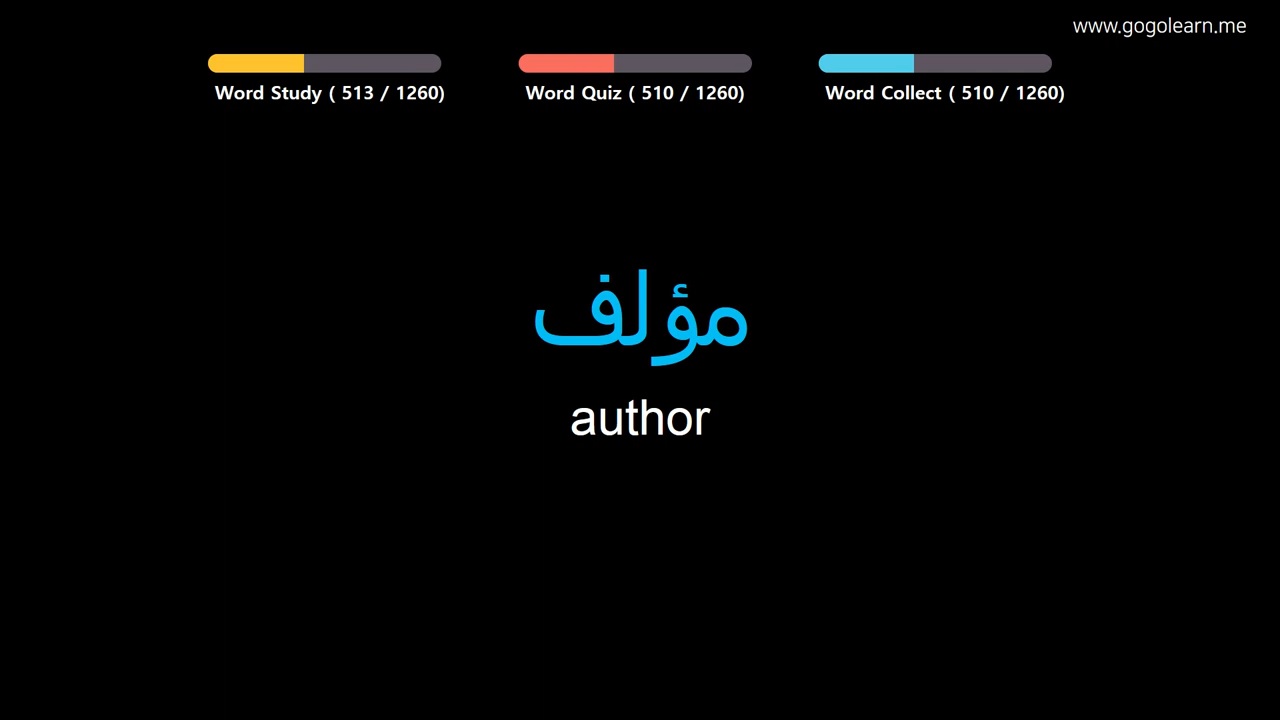 www.gogolearn.me
Word Study ( 513 / 1260)
Word Quiz ( 510 / 1260)
Word Collect ( 510 / 1260)
مؤلف
author